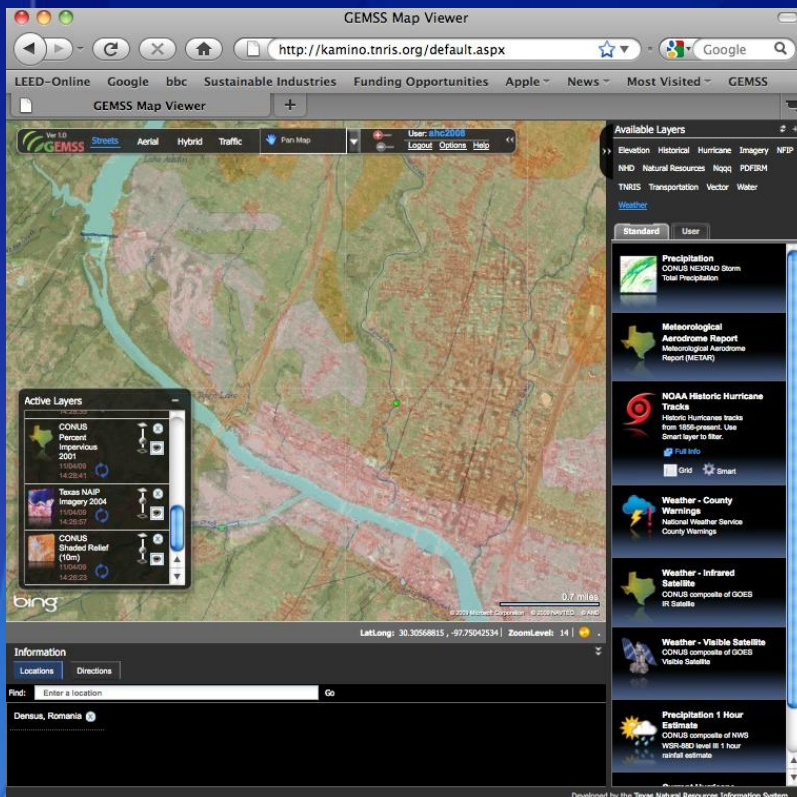 GEMSS Map Viewer
http://kamino.tnris.org/default.aspx
Google
LEED-Online Google bbc Sustainable Industries Funding Opportunities Apple News Most Visited GEMSS
GEMSS Map Viewer
Ver 1.0
GEMSS
Streets Aerial Hybrid Traffic Pan Map
User: ahc2008
Logout Options Help
Available Layers
Elevation Historical Hurricane Imagery NFIP
NHD Natural Resources Nqqq PDFIRM
TNRIS Transportation Vector Water
Weather
Standard User
Precipitation
CONUS NEXRAD Storm
Total Precipitation
Meteorological
Aerodrome Report
Meteorological Aerodrome
Report (METAR)
NOAA Historic Hurricane
Tracks
Historic Hurricanes tracks
from 1856-present. Use
Smart layer to filter.
Full Info
Grid Smart
Weather - County
Warnings
National Weather Service
County Warnings
Weather - Infrared
Satellite
CONUS composite of GOES
IR Satellite
Weather - Visible Satellite
CONUS composite of GOES
Visible Satellite
Precipitation 1 Hour
Estimate
CONUS composite of NWS
WSR-88D level III 1 hour
rainfall estimate
Active Layers
CONUS
Percent
Impervious
2001
11/04/09
14:28:41
Texas NAIP
Imagery 2004
11/04/09
14:28:57
CONUS
Shaded Relief
(10m)
11/04/09
14:28:23
bing
0.7 miles
© 2009 Microsoft Corporation © 2009 NAVTEQ © AND
LatLong: 30.30568815 , -97.75042534 | ZoomLevel: 14 |
Information
Locations Directions
Find: Enter a location Go
Densus, Romania
Developed by the Texas Natural Resources Information System